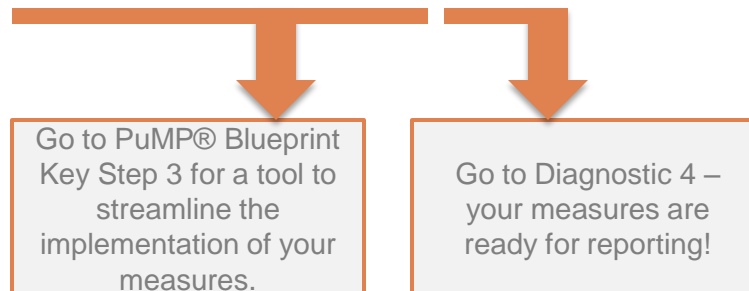 Go to PuMP® Blueprint
Key Step 3 for a tool to
streamline the
implementation of your
measures.
Go to Diagnostic 4 –
your measures are
ready for reporting!